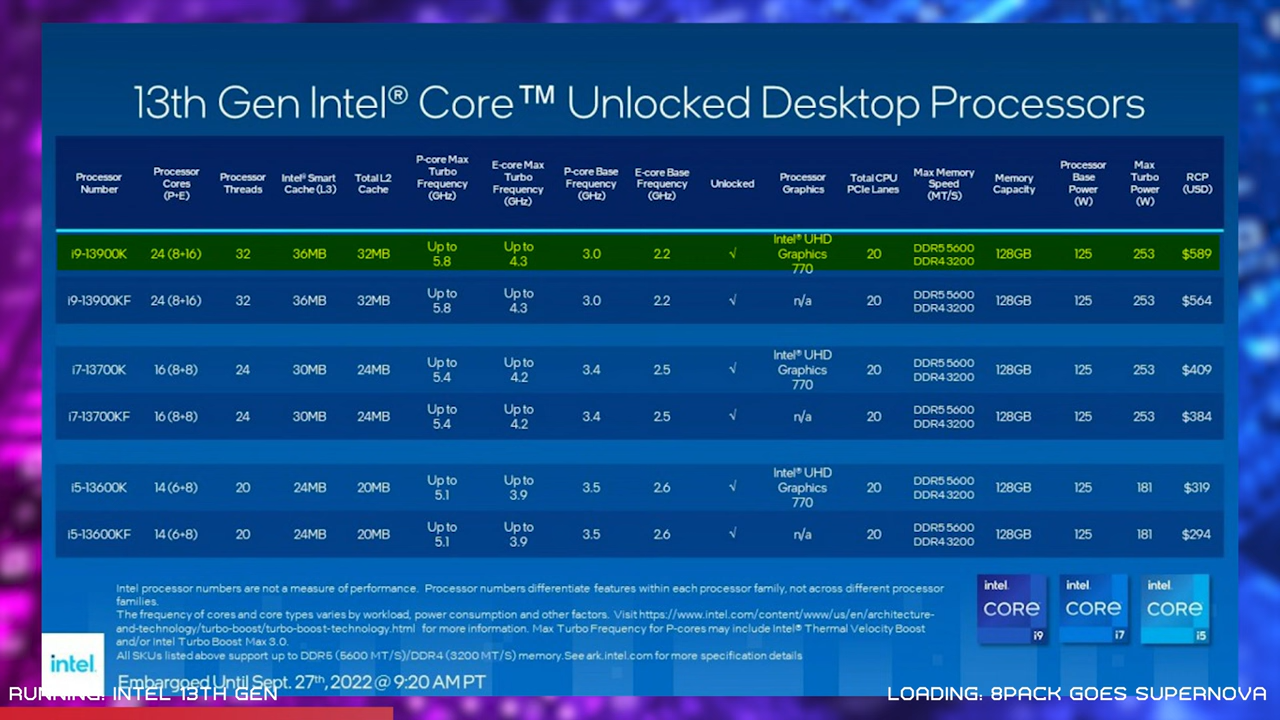 13th Gen Intel® Core™ Unlocked Desktop Processors
Processor Number Processor Cores (P+E) Processor Threads Intel® Smart Cache (L3) Total L2 Cache P-core Max Turbo Frequency (GHz) E-core Max Turbo Frequency (GHz) P-core Base Frequency (GHz) E-core Base Frequency (GHz) Unlocked Processor Graphics Total CPU PCIe Lanes Max Memory Speed (MT/S) Memory Capacity Processor Base Power (W) Max Turbo Power (W) RCP (USD)
i9-13900K 24 (8+16) 32 36MB 32MB Up to 5.8 Up to 4.3 3.0 2.2 √ Intel® UHD Graphics 770 20 DDR5 5600 DDR4 3200 128GB 125 253 $589
i9-13900KF 24 (8+16) 32 36MB 32MB Up to 5.8 Up to 4.3 3.0 2.2 √ n/a 20 DDR5 5600 DDR4 3200 128GB 125 253 $564
i7-13700K 16 (8+8) 24 30MB 24MB Up to 5.4 Up to 4.2 3.4 2.5 √ Intel® UHD Graphics 770 20 DDR5 5600 DDR4 3200 128GB 125 253 $409
i7-13700KF 16 (8+8) 24 30MB 24MB Up to 5.4 Up to 4.2 3.4 2.5 √ n/a 20 DDR5 5600 DDR4 3200 128GB 125 253 $384
i5-13600K 14 (6+8) 20 24MB 20MB Up to 5.1 Up to 3.9 3.5 2.6 √ Intel® UHD Graphics 770 20 DDR5 5600 DDR4 3200 128GB 125 181 $319
i5-13600KF 14 (6+8) 20 24MB 20MB Up to 5.1 Up to 3.9 3.5 2.6 √ n/a 20 DDR5 5600 DDR4 3200 128GB 125 181 $294
Intel processor numbers are not a measure of performance. Processor numbers differentiate features within each processor family, not across different processor
families.
The frequency of cores and core types varies by workload, power consumption and other factors. Visit https://www.intel.com/content/www/us/en/architecture-
and-technology/turbo-boost/turbo-boost-technology.html for more information. Max Turbo Frequency for P-cores may include Intel® Thermal Velocity Boost
and/or Intel Turbo Boost Max 3.0.
All SKUs listed above support up to DDR5 (5600 MT/S)/DDR4 (3200 MT/S) memory. See ark.intel.com for more specification details
intel. CORE i9
intel. CORE i7
intel. CORE i5
intel.
Embargoed Until Sept. 27th, 2022 @ 9:20 AM PT
RUNNING: INTEL 13TH GEN
LOADING: 8PACK GOES SUPERNOVA